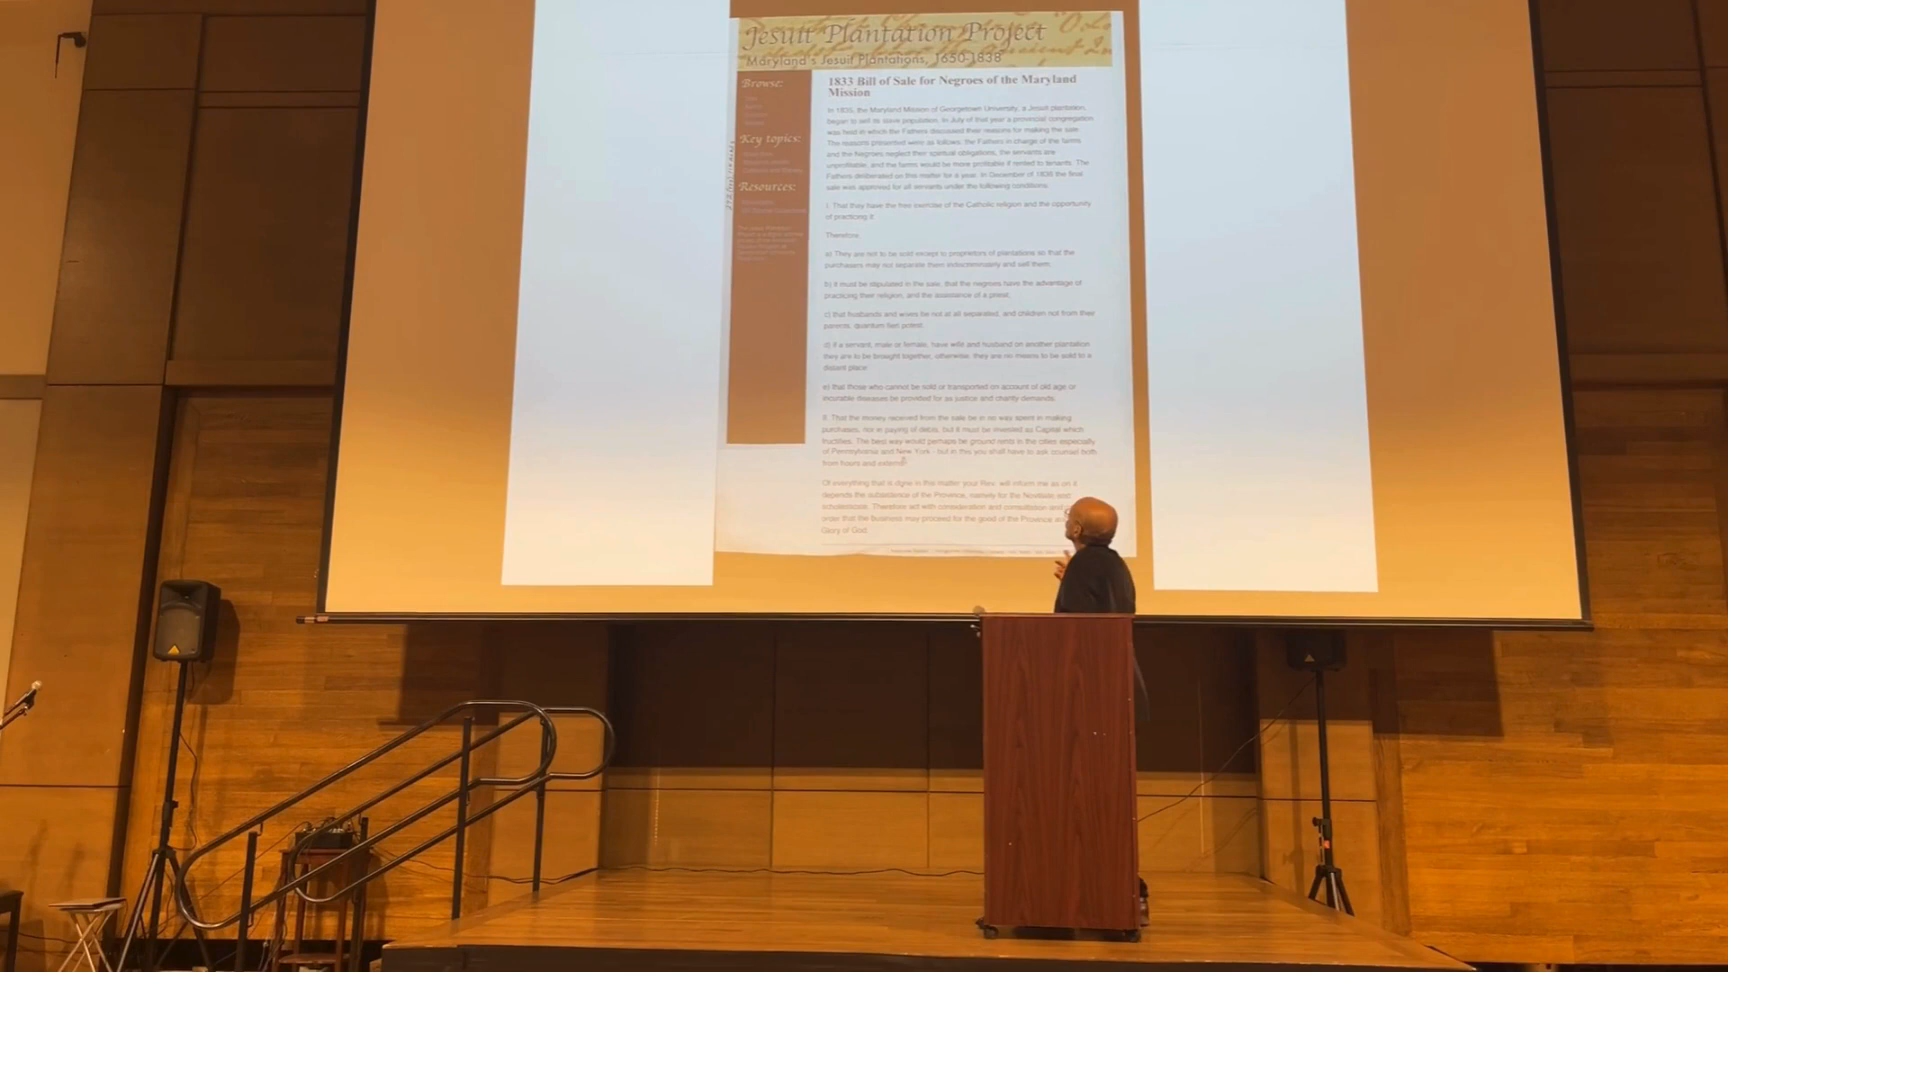 Jesuit Plantation Project
Maryland's Jesuit Plantations, 1650-1838
Browse:
Key topics:
Resources:
1833 Bill of Sale for Negroes of the Maryland
Mission
In 1835, the Maryland Mission of Georgetown University, a Jesuit plantation,
began to sell its slave population. In July of that year a provincial congregation
was held in which the Fathers discussed their reasons for making the sale.
The reasons presented were as follows: the Fathers in charge of the farms
and the Negroes neglect their spiritual obligations, the servants are
unprofitable, and the farms would be more profitable if rented to tenants. The
Fathers deliberated on this matter for a year. In December of 1836 the final
sale was approved for all servants under the following conditions:
I. That they have the free exercise of the Catholic religion and the opportunity
of practicing it.
Therefore:
a) They are not to be sold except to proprietors of plantations so that the
purchasers may not separate them indiscriminately and sell them;
b) it must be stipulated in the sale, that the negroes have the advantage of
practicing their religion, and the assistance of a priest;
c) that husbands and wives be not at all separated, and children not from their
parents, quantum fieri potest;
d) if a servant, male or female, have wife and husband on another plantation
they are to be brought together, otherwise, they are no means to be sold to a
distant place;
e) that those who cannot be sold or transported on account of old age or
incurable diseases be provided for as justice and charity demands.
II. That the money received from the sale be in no way spent in making
purchases, nor in paying of debts, but it must be invested as Capital which
fructifies. The best way would perhaps be ground rents in the cities especially
of Pennsylvania and New York - but in this you shall have to ask counsel both
from hours and externs
Of everything that is done in this matter your Rev. will inform me as on it
depends the subsistence of the Province, namely for the Novitiate and
scholasticate. Therefore act with consideration and consultation and
order that the Business may proceed for the good of the Province
Glory of God.